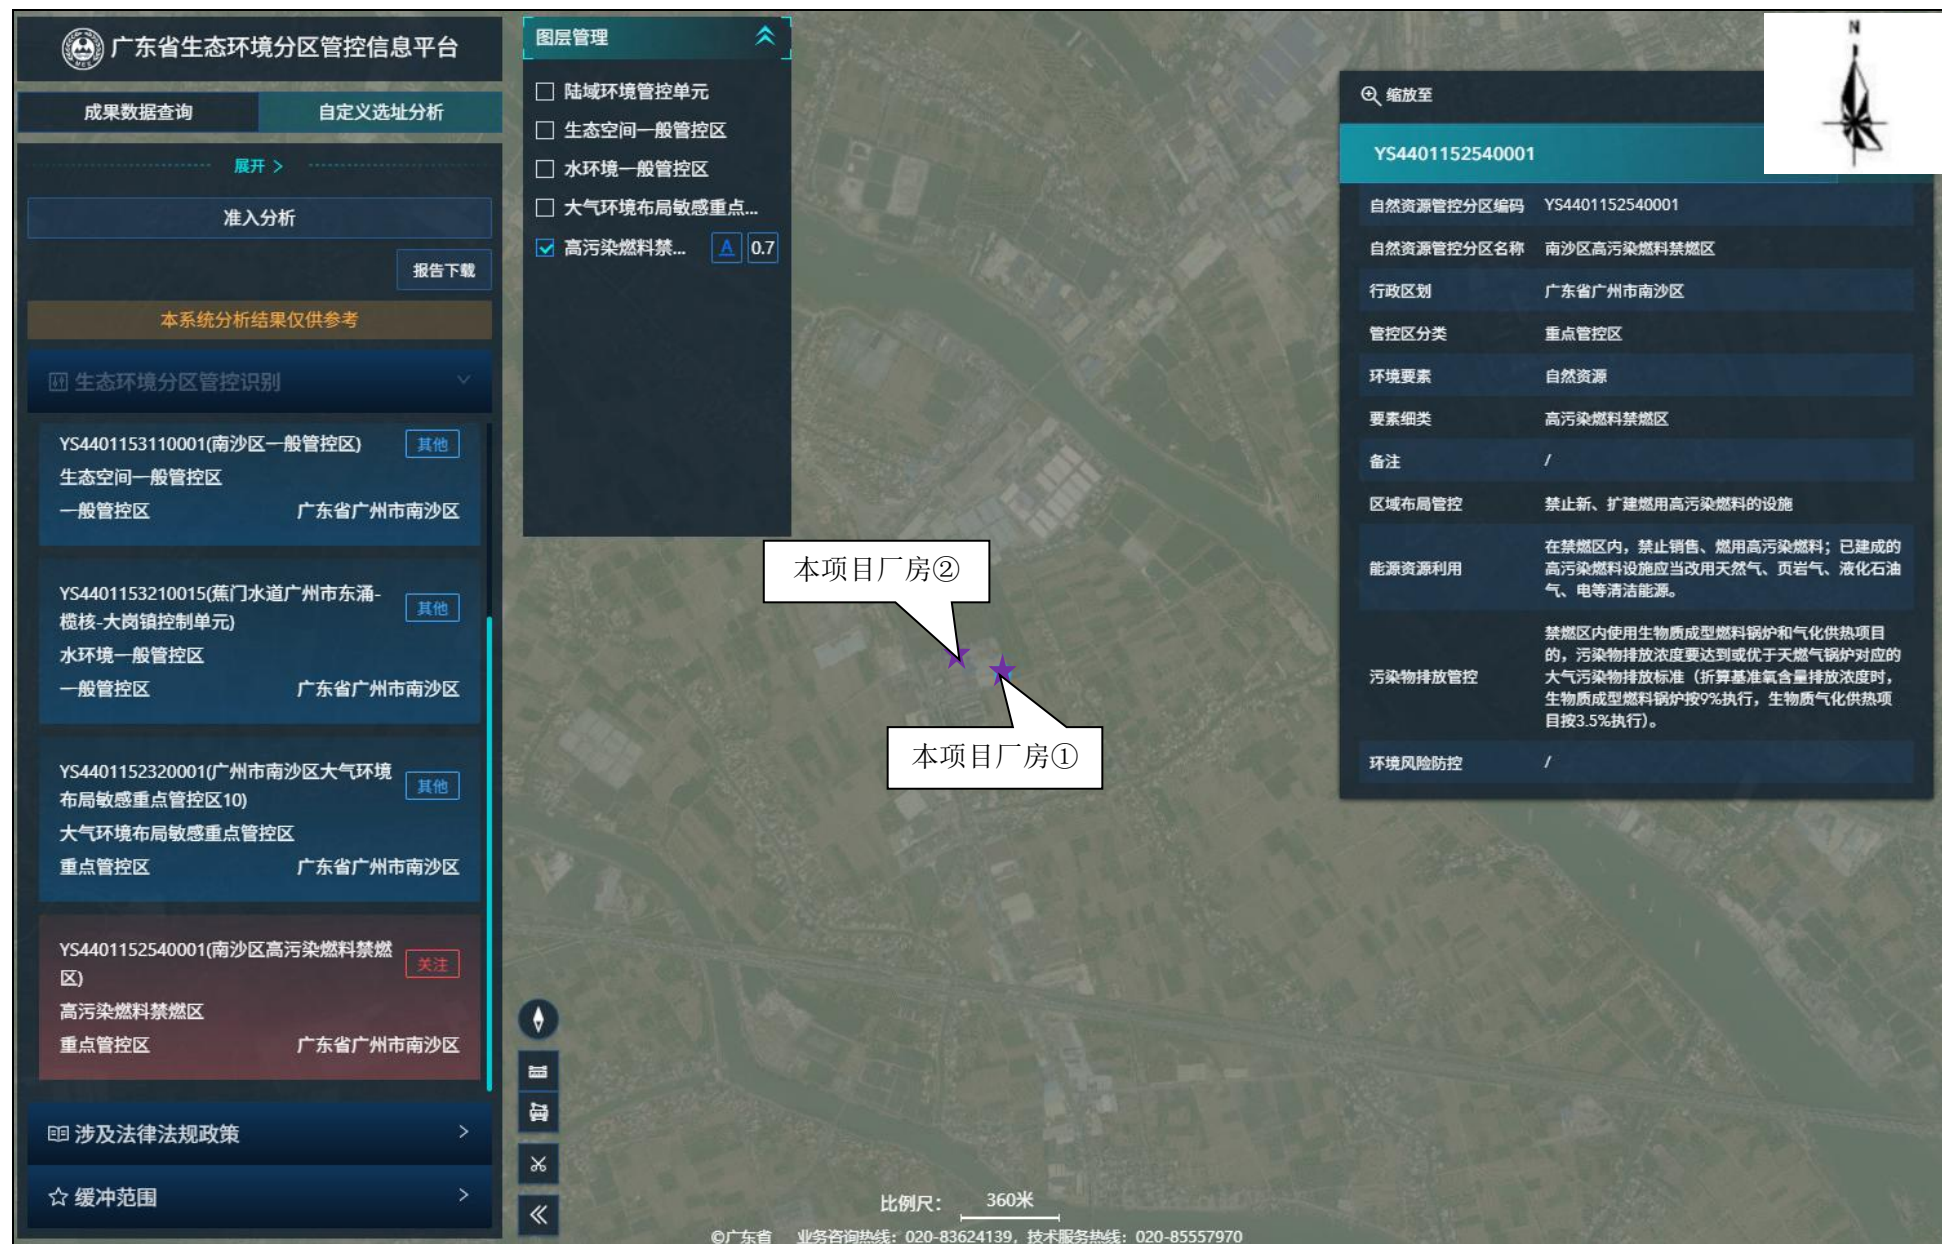 广东省生态环境分区管控信息平台
成果数据查询
自定义选址分析
展开 >
准入分析
报告下载
本系统分析结果仅供参考
生态环境分区管控识别
YS4401153110001(南沙区一般管控区)
其他
生态空间一般管控区
一般管控区 广东省广州市南沙区
YS4401153210015(蕉门水道广州市东涌-
榄核-大岗镇控制单元)
其他
水环境一般管控区
一般管控区 广东省广州市南沙区
YS4401152320001(广州市南沙区大气环境
布局敏感重点管控区10)
其他
大气环境布局敏感重点管控区
重点管控区 广东省广州市南沙区
YS4401152540001(南沙区高污染燃料禁燃
区)
关注
高污染燃料禁燃区
重点管控区 广东省广州市南沙区
涉及法律法规政策 >
缓冲范围 >
图层管理
陆域环境管控单元
生态空间一般管控区
水环境一般管控区
大气环境布局敏感重点...
高污染燃料禁... A 0.7
本项目厂房②
本项目厂房①
比例尺： 360米
©广东省 业务咨询热线：020-83624139，技术服务热线：020-85557970
N
缩放至
YS4401152540001
自然资源管控分区编码 YS4401152540001
自然资源管控分区名称 南沙区高污染燃料禁燃区
行政区划 广东省广州市南沙区
管控区分类 重点管控区
环境要素 自然资源
要素细类 高污染燃料禁燃区
备注 /
区域布局管控 禁止新、扩建燃用高污染燃料的设施
能源资源利用
在禁燃区内，禁止销售、燃用高污染燃料；已建成的
高污染燃料设施应当改用天然气、页岩气、液化石油
气、电等清洁能源。
污染物排放管控
禁燃区内使用生物质成型燃料锅炉和气化供热项目
的，污染物排放浓度要达到或优于天燃气锅炉对应的
大气污染物排放标准（折算基准氧含量排放浓度时，
生物质成型燃料锅炉按9%执行，生物质气化供热项
目按3.5%执行）。
环境风险防控 /